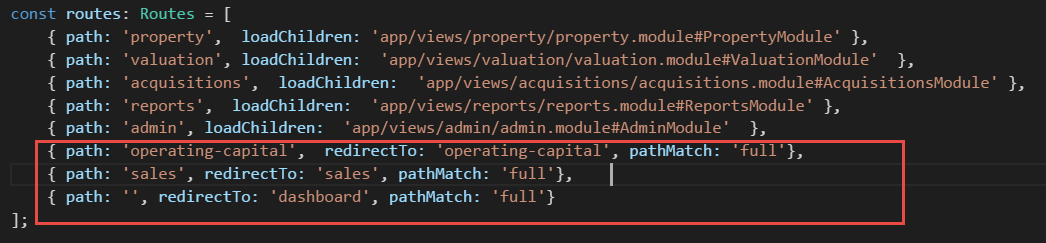 const routes: Routes = [
{ path: 'property',  loadChildren: 'app/views/property/property.module#PropertyModule' },
{ path: 'valuation', loadChildren:  'app/views/valuation/valuation.module#ValuationModule'  },
{ path: 'acquisitions',  loadChildren:   'app/views/acquisitions/acquisitions.module#AcquisitionsModule' },
{ path: 'reports',  loadChildren:  'app/views/reports/reports.module#ReportsModule' },
{ path: 'admin', loadChildren:  'app/views/admin/admin.module#AdminModule'  },
{ path: 'operating-capital',  redirectTo: 'operating-capital', pathMatch: 'full'},
{ path: 'sales', redirectTo: 'sales', pathMatch: 'full'},
{ path: '', redirectTo: 'dashboard', pathMatch: 'full'}
];